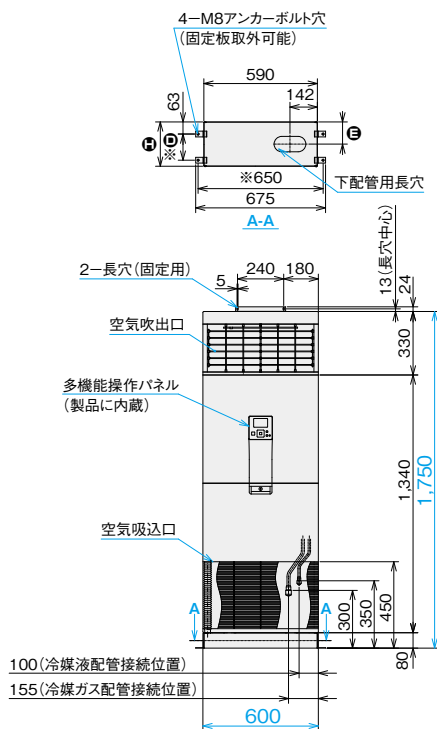 4－M8アンカーボルト穴
(固定板取外可能)
590
142
63
H
D
※
E
下配管用長穴
※650
675
A-A
2－長穴(固定用)
240
180
5
13(長穴中心)
24
空気吹出口
330
多機能操作パネル
(製品に内蔵)
1,340
1,750
空気吸込口
A
A
300
350
450
80
100(冷媒液配管接続位置)
155(冷媒ガス配管接続位置)
600